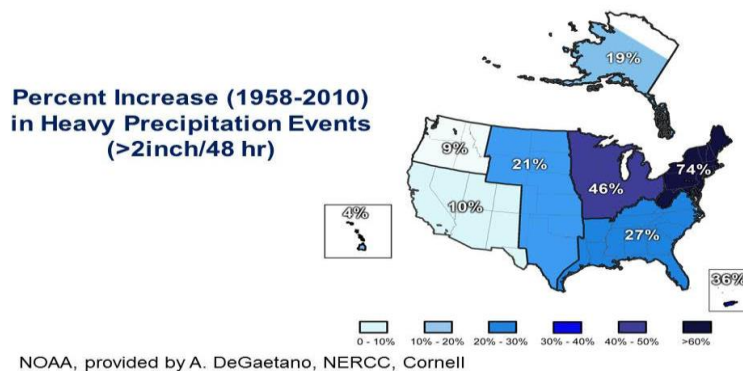 Percent Increase (1958-2010)
in Heavy Precipitation Events
(>2inch/48 hr)
19%
9%
21%
74%
46%
10%
27%
4%
36%
0 - 10%
10% - 20%
20% - 30%
30% - 40%
40% - 50%
>60%
NOAA, provided by A. DeGaetano, NERCC, Cornell